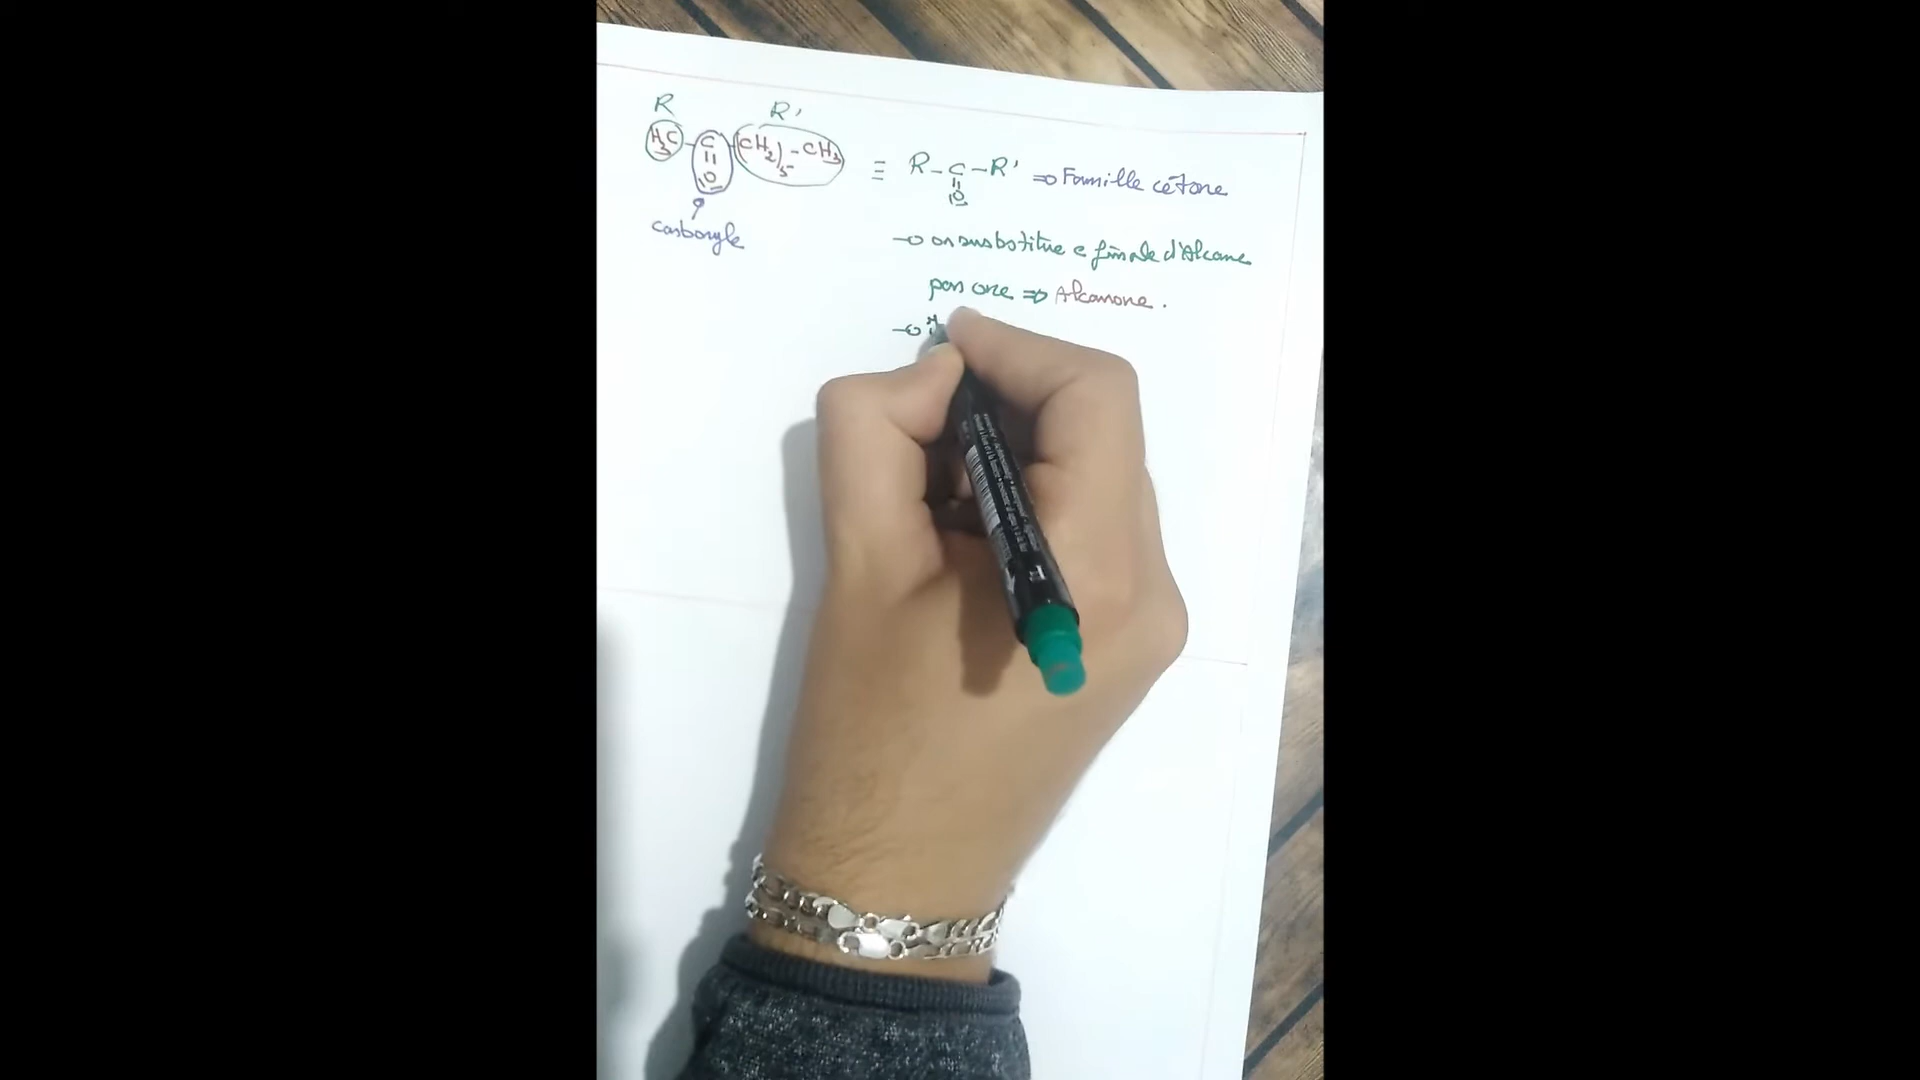 R R'
H₃C-C-(CH₂)₅-CH₃ ≡ R-C-R' ⇒ Famille cétone
O O
carbonyle
on substitue e finale d'Alcane
par one ⇒ Alcanone.